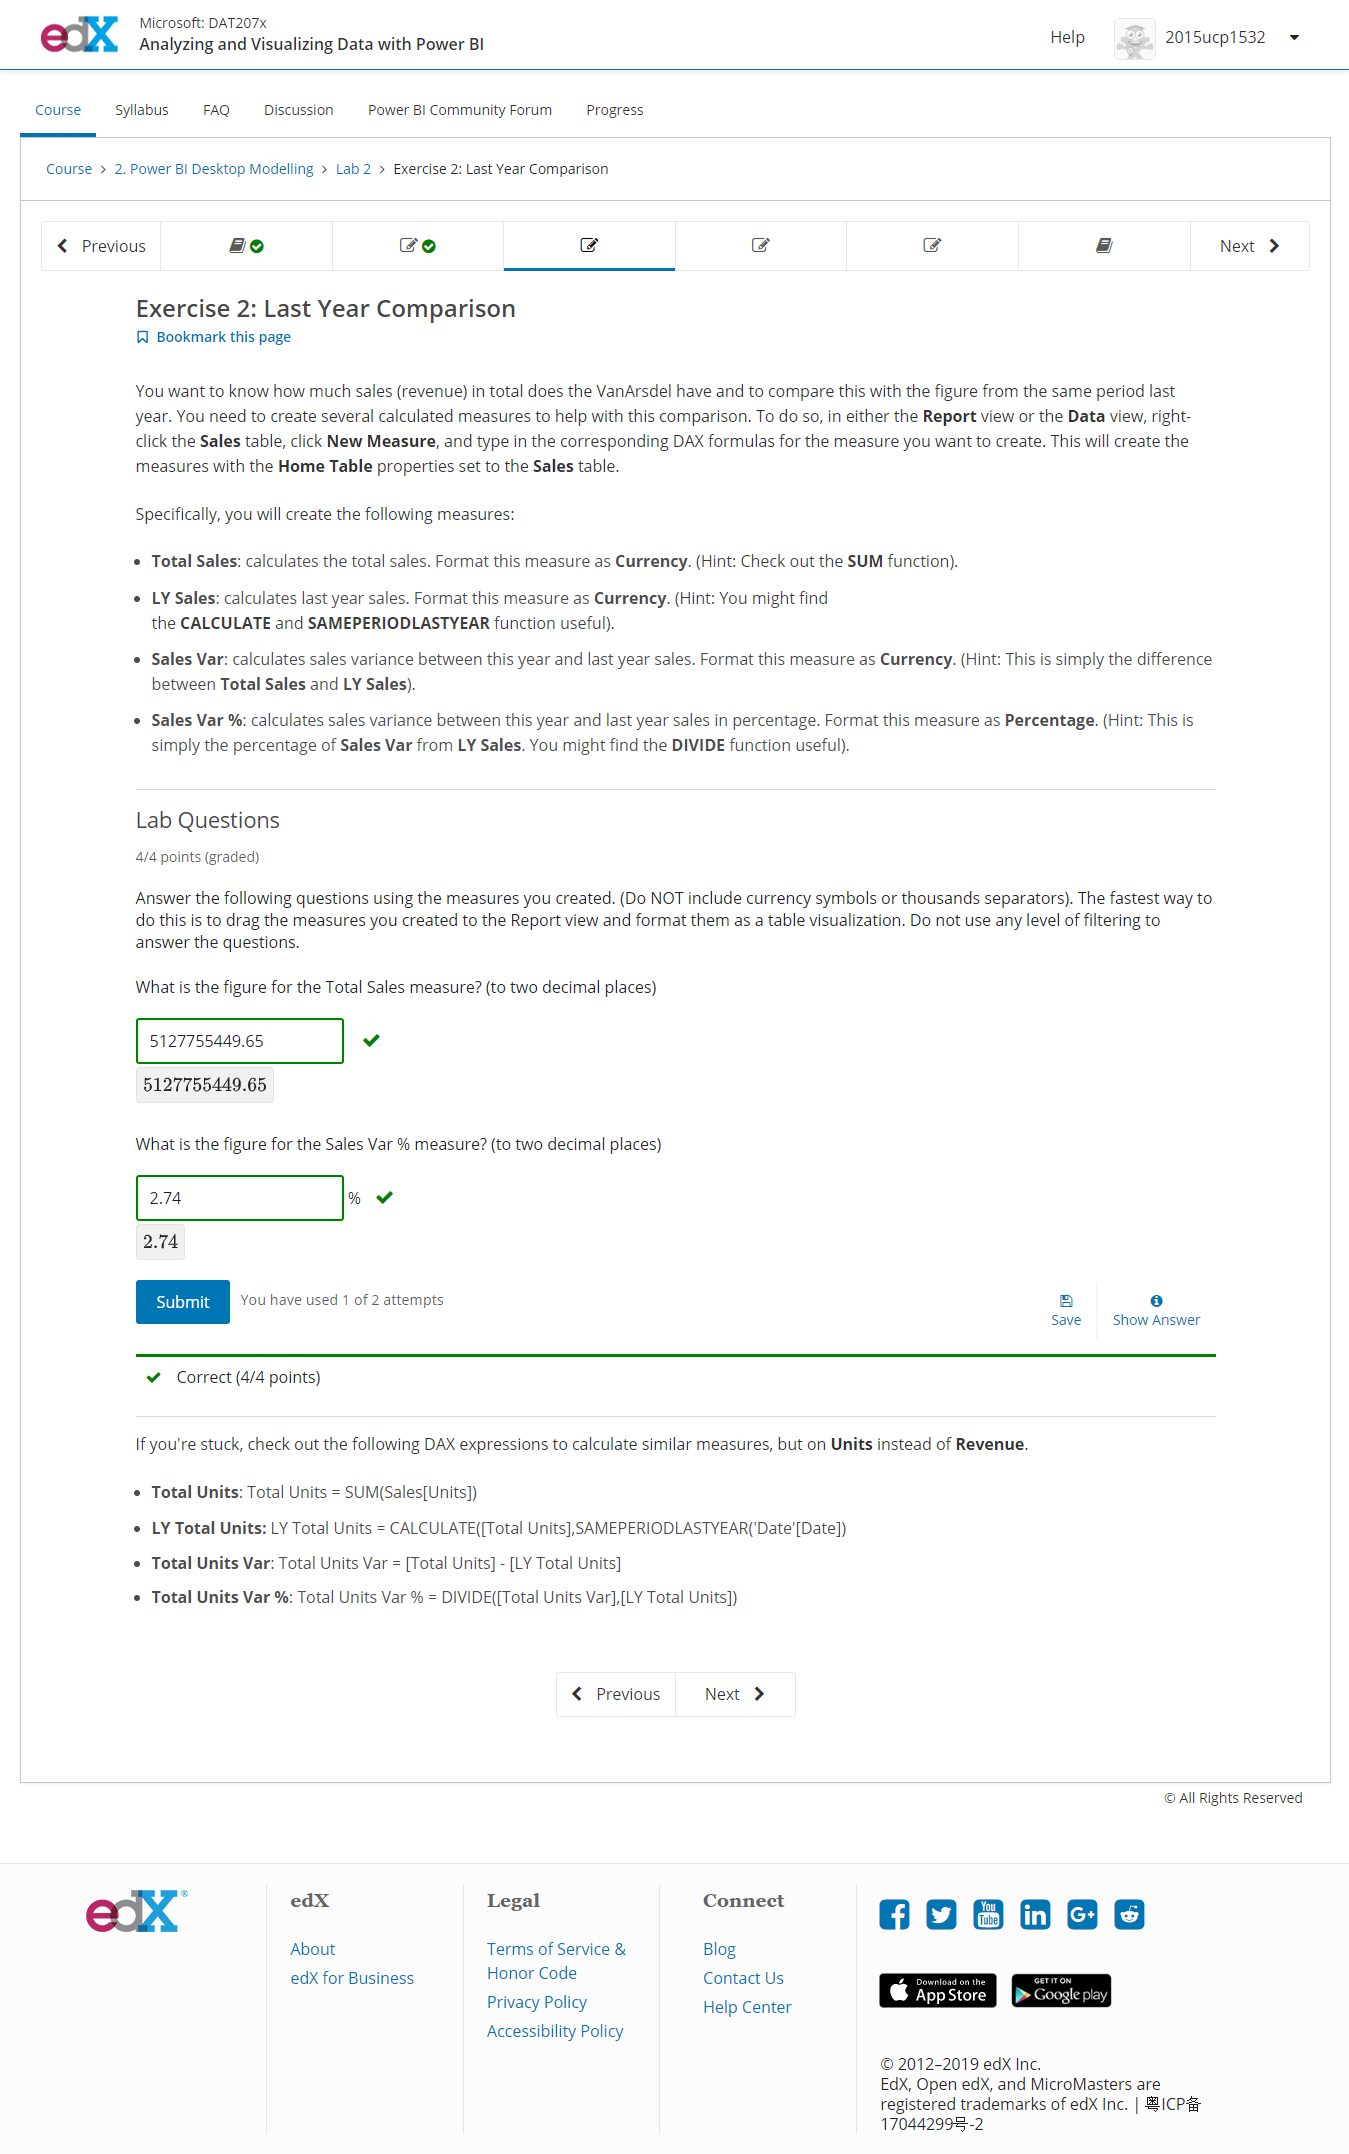 edX
Microsoft: DAT207x
Analyzing and Visualizing Data with Power BI
Help
2015ucp1532
Course
Syllabus
FAQ
Discussion
Power BI Community Forum
Progress
Course > 2. Power BI Desktop Modelling > Lab 2 > Exercise 2: Last Year Comparison
Previous
Next
Exercise 2: Last Year Comparison
Bookmark this page
You want to know how much sales (revenue) in total does the VanArsdel have and to compare this with the figure from the same period last
year. You need to create several calculated measures to help with this comparison. To do so, in either the Report view or the Data view, right-
click the Sales table, click New Measure, and type in the corresponding DAX formulas for the measure you want to create. This will create the
measures with the Home Table properties set to the Sales table.
Specifically, you will create the following measures:
• Total Sales: calculates the total sales. Format this measure as Currency. (Hint: Check out the SUM function).
• LY Sales: calculates last year sales. Format this measure as Currency. (Hint: You might find
the CALCULATE and SAMEPERIODLASTYEAR function useful).
• Sales Var: calculates sales variance between this year and last year sales. Format this measure as Currency. (Hint: This is simply the difference
between Total Sales and LY Sales).
• Sales Var %: calculates sales variance between this year and last year sales in percentage. Format this measure as Percentage. (Hint: This is
simply the percentage of Sales Var from LY Sales. You might find the DIVIDE function useful).
Lab Questions
4/4 points (graded)
Answer the following questions using the measures you created. (Do NOT include currency symbols or thousands separators). The fastest way to
do this is to drag the measures you created to the Report view and format them as a table visualization. Do not use any level of filtering to
answer the questions.
What is the figure for the Total Sales measure? (to two decimal places)
5127755449.65
5127755449.65
What is the figure for the Sales Var % measure? (to two decimal places)
2.74 %
2.74
Submit
You have used 1 of 2 attempts
Save
Show Answer
Correct (4/4 points)
If you're stuck, check out the following DAX expressions to calculate similar measures, but on Units instead of Revenue.
• Total Units: Total Units = SUM(Sales[Units])
• LY Total Units: LY Total Units = CALCULATE([Total Units],SAMEPERIODLASTYEAR('Date'[Date])
• Total Units Var: Total Units Var = [Total Units] - [LY Total Units]
• Total Units Var %: Total Units Var % = DIVIDE([Total Units Var],[LY Total Units])
Previous
Next
© All Rights Reserved
edX®
edX
About
edX for Business
Legal
Terms of Service &
Honor Code
Privacy Policy
Accessibility Policy
Connect
Blog
Contact Us
Help Center
You
Tube
in
G+
Download on the
App Store
GET IT ON
Google play
© 2012–2019 edX Inc.
EdX, Open edX, and MicroMasters are
registered trademarks of edX Inc. | 粤ICP备
17044299号-2